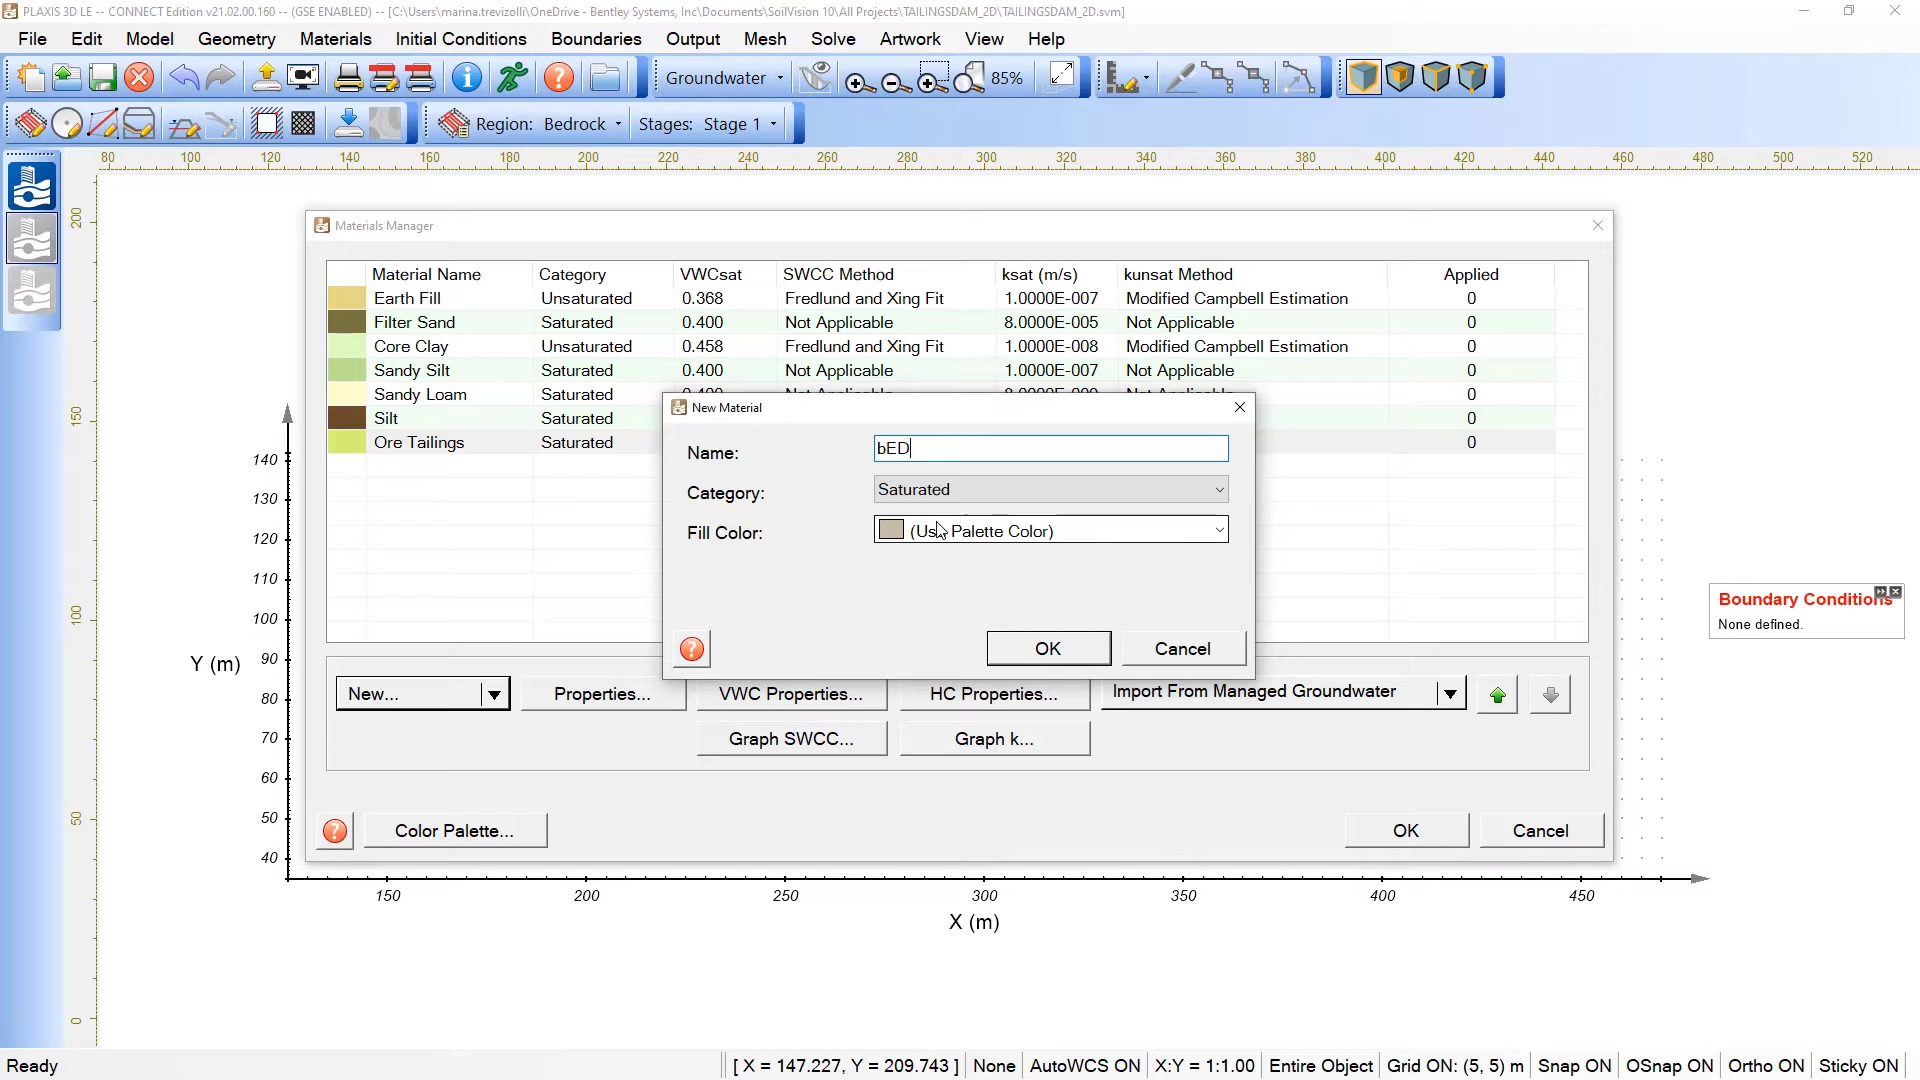 PLAXIS 3D LE -- CONNECT Edition v21.02.00.160 -- (GSE ENABLED) -- [C:\Users\marina.trevizolli\OneDrive - Bentley Systems, Inc\Documents\SoilVision 10\All Projects\TAILINGSDAM_2D\TAILINGSDAM_2D.svm]
File Edit Model Geometry Materials Initial Conditions Boundaries Output Mesh Solve Artwork View Help
Groundwater 85%
Region: Bedrock Stages: Stage 1
80 100 120 140 160 180 200 220 240 260 280 300 320 340 360 380 400 420 440 460 480 500 520
200
150
100
50
0
Materials Manager
Material Name Category VWCsat SWCC Method ksat (m/s) kunsat Method Applied
Earth Fill Unsaturated 0.368 Fredlund and Xing Fit 1.0000E-007 Modified Campbell Estimation 0
Filter Sand Saturated 0.400 Not Applicable 8.0000E-005 Not Applicable 0
Core Clay Unsaturated 0.458 Fredlund and Xing Fit 1.0000E-008 Modified Campbell Estimation 0
Sandy Silt Saturated 0.400 Not Applicable 1.0000E-007 Not Applicable 0
Sandy Loam Saturated 0
Silt Saturated 0
Ore Tailings Saturated 0
New Material
Name: bED
Category: Saturated
Fill Color: (Use Palette Color)
OK Cancel
New... Properties... VWC Properties... HC Properties... Import From Managed Groundwater
Graph SWCC... Graph k...
Color Palette... OK Cancel
Boundary Conditions
None defined.
140
130
120
110
100
Y (m) 90
80
70
60
50
40
150 200 250 300 350 400 450
X (m)
Ready [ X = 147.227, Y = 209.743 ] None AutoWCS ON X:Y = 1:1.00 Entire Object Grid ON: (5, 5) m Snap ON OSnap ON Ortho ON Sticky ON